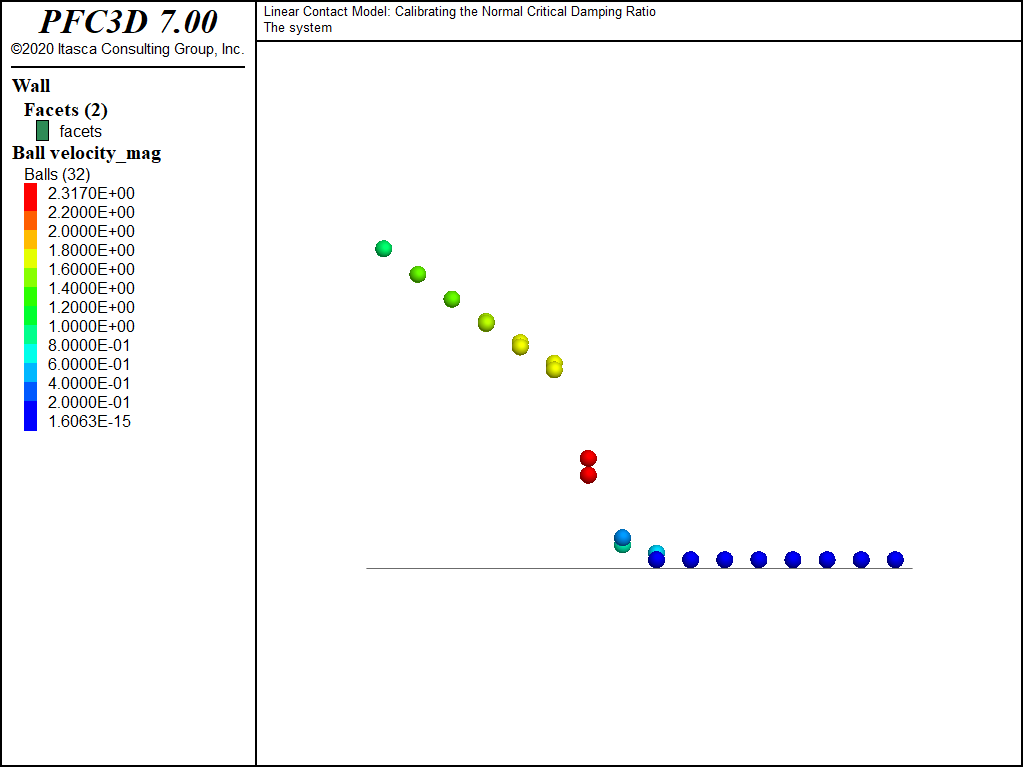 PFC3D 7.00
©2020 Itasca Consulting Group, Inc.
Linear Contact Model: Calibrating the Normal Critical Damping Ratio
The system
Wall
Facets (2)
facets
Ball velocity_mag
Balls (32)
2.3170E+00
2.2000E+00
2.0000E+00
1.8000E+00
1.6000E+00
1.4000E+00
1.2000E+00
1.0000E+00
8.0000E-01
6.0000E-01
4.0000E-01
2.0000E-01
1.6063E-15